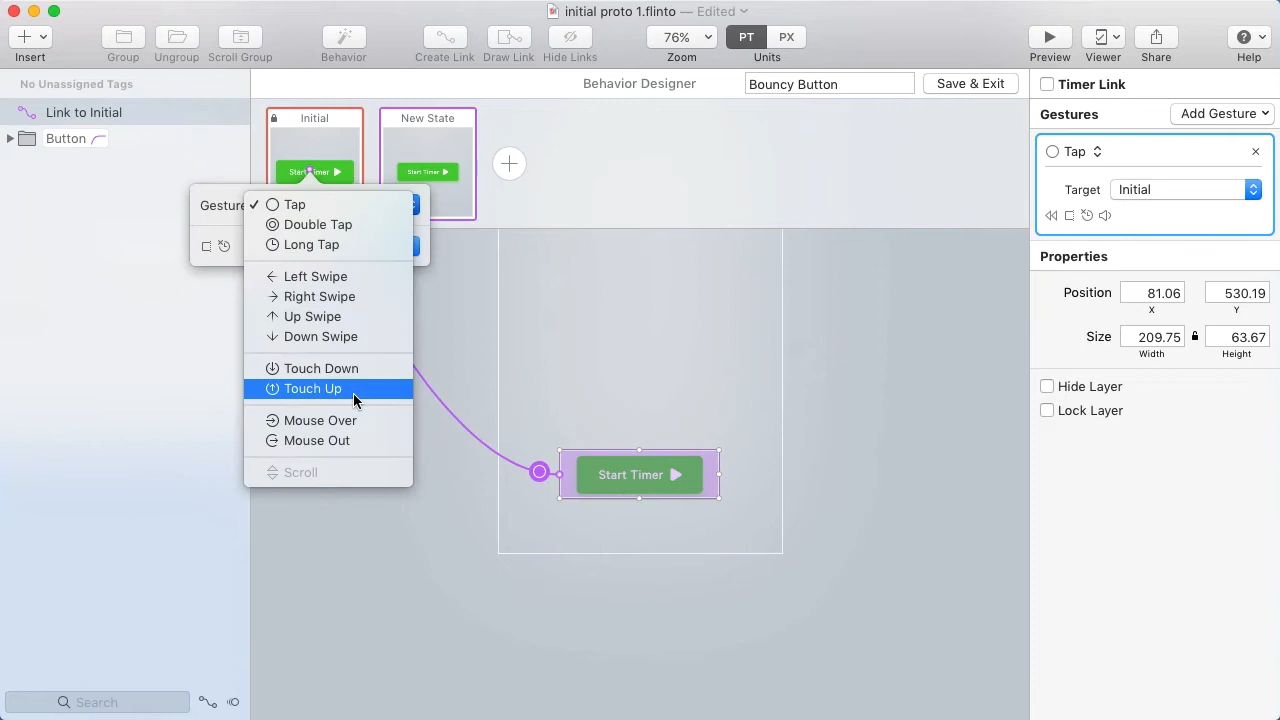 initial proto 1.flinto — Edited
76%
PT
PX
Insert
Group
Ungroup
Scroll Group
Behavior
Create Link
Draw Link
Hide Links
Zoom
Units
Preview
Viewer
Share
Help
No Unassigned Tags
Behavior Designer
Bouncy Button
Save & Exit
Timer Link
Link to Initial
Button
Initial
New State
Start Timer
Start Timer
Gesture
Tap
Double Tap
Long Tap
Left Swipe
Right Swipe
Up Swipe
Down Swipe
Touch Down
Touch Up
Mouse Over
Mouse Out
Scroll
Start Timer
Gestures
Add Gesture
Tap
Target
Initial
Properties
Position
81.06
530.19
X
Y
Size
209.75
63.67
Width
Height
Hide Layer
Lock Layer
Search